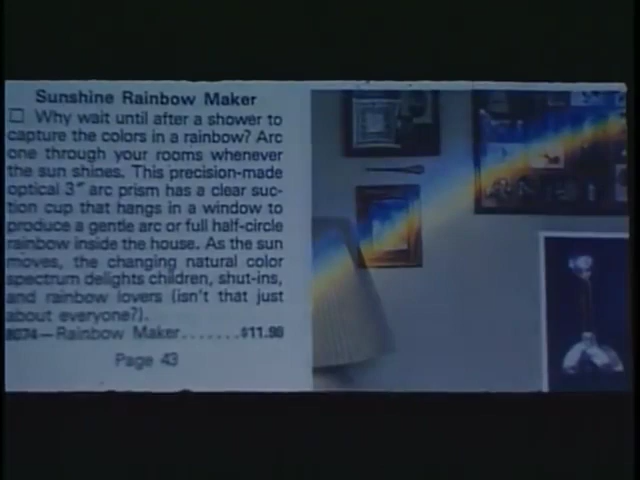 Sunshine Rainbow Maker
☐ Why wait until after a shower to
capture the colors in a rainbow? Arc
one through your rooms whenever
the sun shines. This precision-made
optical 3″ arc prism has a clear suc-
tion cup that hangs in a window to
produce a gentle arc or full half-circle
rainbow inside the house. As the sun
moves, the changing natural color
spectrum delights children, shut-ins,
and rainbow lovers (isn't that just
about everyone?).
8074—Rainbow Maker.......$11.98
Page 43